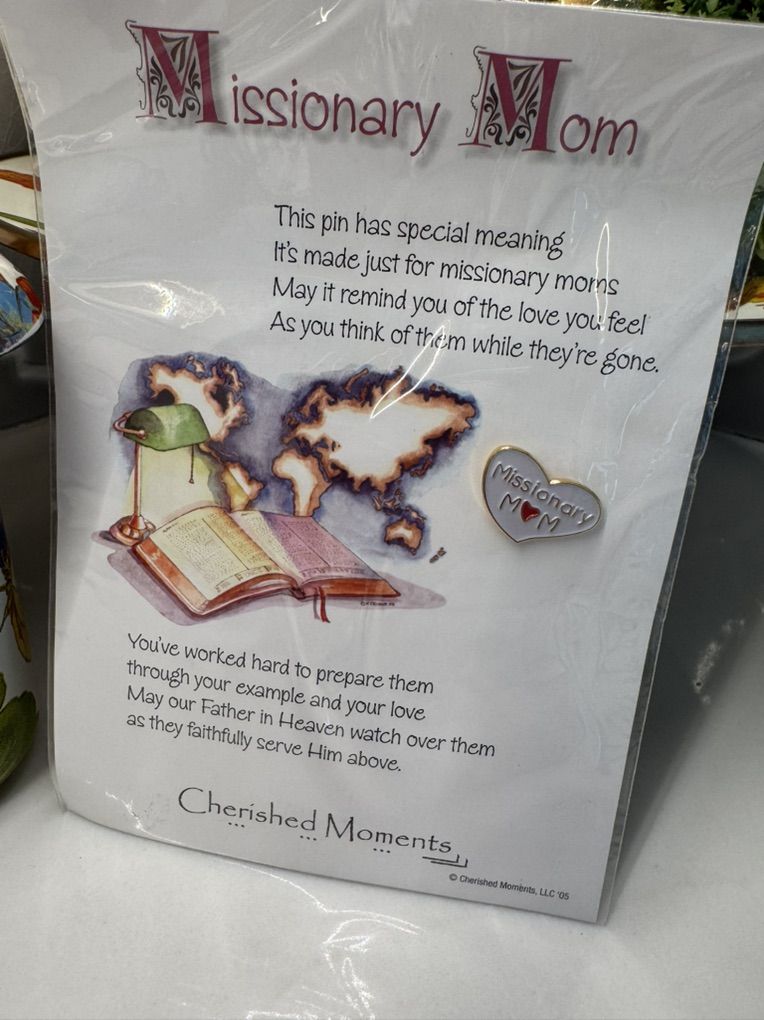 Missionary Mom
This pin has special meaning
It's made just for missionary moms
May it remind you of the love you feel
As you think of them while they're gone.
Missionary
MOM
You've worked hard to prepare them
through your example and your love
May our Father in Heaven watch over them
as they faithfully serve Him above.
Cherished Moments
© Cherished Moments, LLC '05